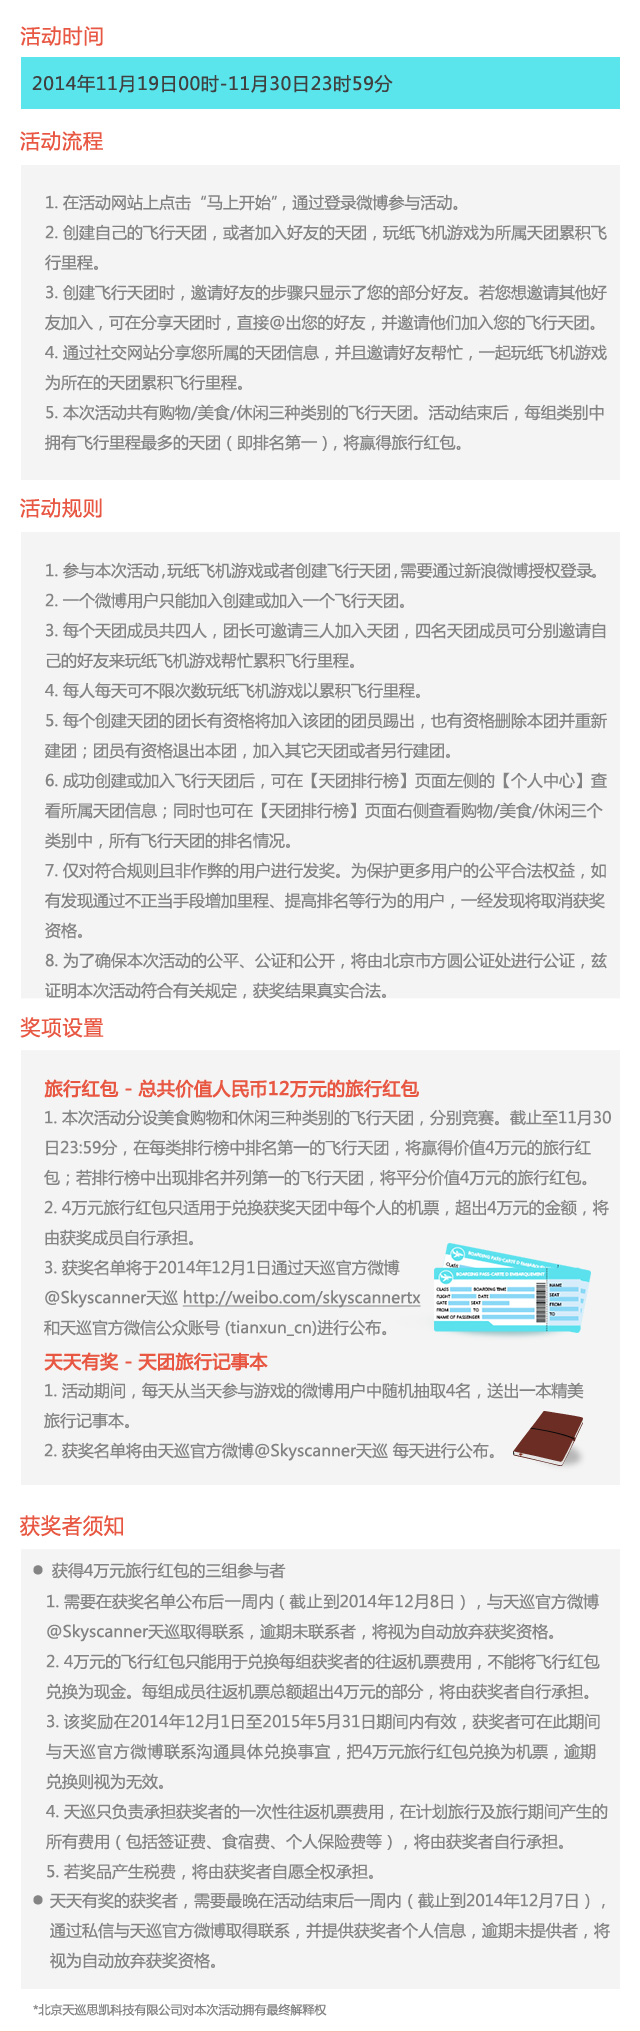 活动时间
2014年11月19日00时-11月30日23时59分
活动流程
1. 在活动网站上点击“马上开始”，通过登录微博参与活动。
2. 创建自己的飞行天团，或者加入好友的天团，玩纸飞机游戏为所属天团累积飞
行里程。
3. 创建飞行天团时，邀请好友的步骤只显示了您的部分好友。若您想邀请其他好
友加入，可在分享天团时，直接@出您的好友，并邀请他们加入您的飞行天团。
4. 通过社交网站分享您所属的天团信息，并且邀请好友帮忙，一起玩纸飞机游戏
为所在的天团累积飞行里程。
5. 本次活动共有购物/美食/休闲三种类别的飞行天团。活动结束后，每组类别中
拥有飞行里程最多的天团（即排名第一），将赢得旅行红包。
活动规则
1. 参与本次活动,玩纸飞机游戏或者创建飞行天团,需要通过新浪微博授权登录。
2. 一个微博用户只能加入创建或加入一个飞行天团。
3. 每个天团成员共四人，团长可邀请三人加入天团，四名天团成员可分别邀请自
己的好友来玩纸飞机游戏帮忙累积飞行里程。
4. 每人每天可不限次数玩纸飞机游戏以累积飞行里程。
5. 每个创建天团的团长有资格将加入该团的团员踢出，也有资格删除本团并重新
建团；团员有资格退出本团，加入其它天团或者另行建团。
6. 成功创建或加入飞行天团后，可在【天团排行榜】页面左侧的【个人中心】查
看所属天团信息；同时也可在【天团排行榜】页面右侧查看购物/美食/休闲三个
类别中，所有飞行天团的排名情况。
7. 仅对符合规则且非作弊的用户进行发奖。为保护更多用户的公平合法权益，如
有发现通过不正当手段增加里程、提高排名等行为的用户，一经发现将取消获奖
资格。
8. 为了确保本次活动的公平、公证和公开，将由北京市方圆公证处进行公证，兹
证明本次活动符合有关规定，获奖结果真实合法。
奖项设置
旅行红包 - 总共价值人民币12万元的旅行红包
1. 本次活动分设美食购物和休闲三种类别的飞行天团，分别竞赛。截止至11月30
日23:59分，在每类排行榜中排名第一的飞行天团，将赢得价值4万元的旅行红
包；若排行榜中出现排名并列第一的飞行天团，将平分价值4万元的旅行红包。
2. 4万元旅行红包只适用于兑换获奖天团中每个人的机票，超出4万元的金额，将
由获奖成员自行承担。
3. 获奖名单将于2014年12月1日通过天巡官方微博
@Skyscanner天巡 http://weibo.com/skyscannertx
和天巡官方微信公众账号 (tianxun_cn)进行公布。
BOARDING PASS-CARTE D EMBARQUEMENT
CLASS
BOARDING PASS-CARTE D EMBARQUEMENT
CLASS BOARDING TIME NAME
FLIGHT DATE SEAT
GATE SEAT FROM
FROM TO TO
NAME OF PASSENGER
天天有奖 - 天团旅行记事本
1. 活动期间，每天从当天参与游戏的微博用户中随机抽取4名，送出一本精美
旅行记事本。
2. 获奖名单将由天巡官方微博@Skyscanner天巡 每天进行公布。
获奖者须知
● 获得4万元旅行红包的三组参与者
1. 需要在获奖名单公布后一周内（截止到2014年12月8日），与天巡官方微博
@Skyscanner天巡取得联系，逾期未联系者，将视为自动放弃获奖资格。
2. 4万元的飞行红包只能用于兑换每组获奖者的往返机票费用，不能将飞行红包
兑换为现金。每组成员往返机票总额超出4万元的部分，将由获奖者自行承担。
3. 该奖励在2014年12月1日至2015年5月31日期间内有效，获奖者可在此期间
与天巡官方微博联系沟通具体兑换事宜，把4万元旅行红包兑换为机票，逾期
兑换则视为无效。
4. 天巡只负责承担获奖者的一次性往返机票费用，在计划旅行及旅行期间产生的
所有费用（包括签证费、食宿费、个人保险费等），将由获奖者自行承担。
5. 若奖品产生税费，将由获奖者自愿全权承担。
● 天天有奖的获奖者，需要最晚在活动结束后一周内（截止到2014年12月7日），
通过私信与天巡官方微博取得联系，并提供获奖者个人信息，逾期未提供者，将
视为自动放弃获奖资格。
*北京天巡思凯科技有限公司对本次活动拥有最终解释权